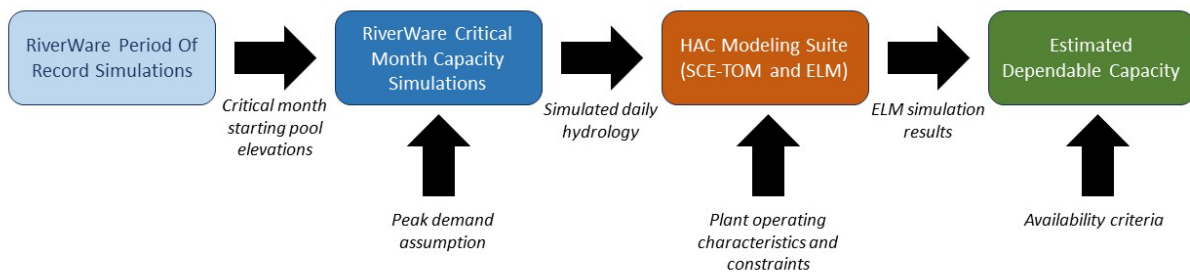 RiverWare Period Of
Record Simulations
Critical month
starting pool
elevations
RiverWare Critical
Month Capacity
Simulations
Peak demand
assumption
Simulated daily
hydrology
HAC Modeling Suite
(SCE-TOM and ELM)
Plant operating
characteristics and
constraints
ELM simulation
results
Estimated
Dependable Capacity
Availability criteria